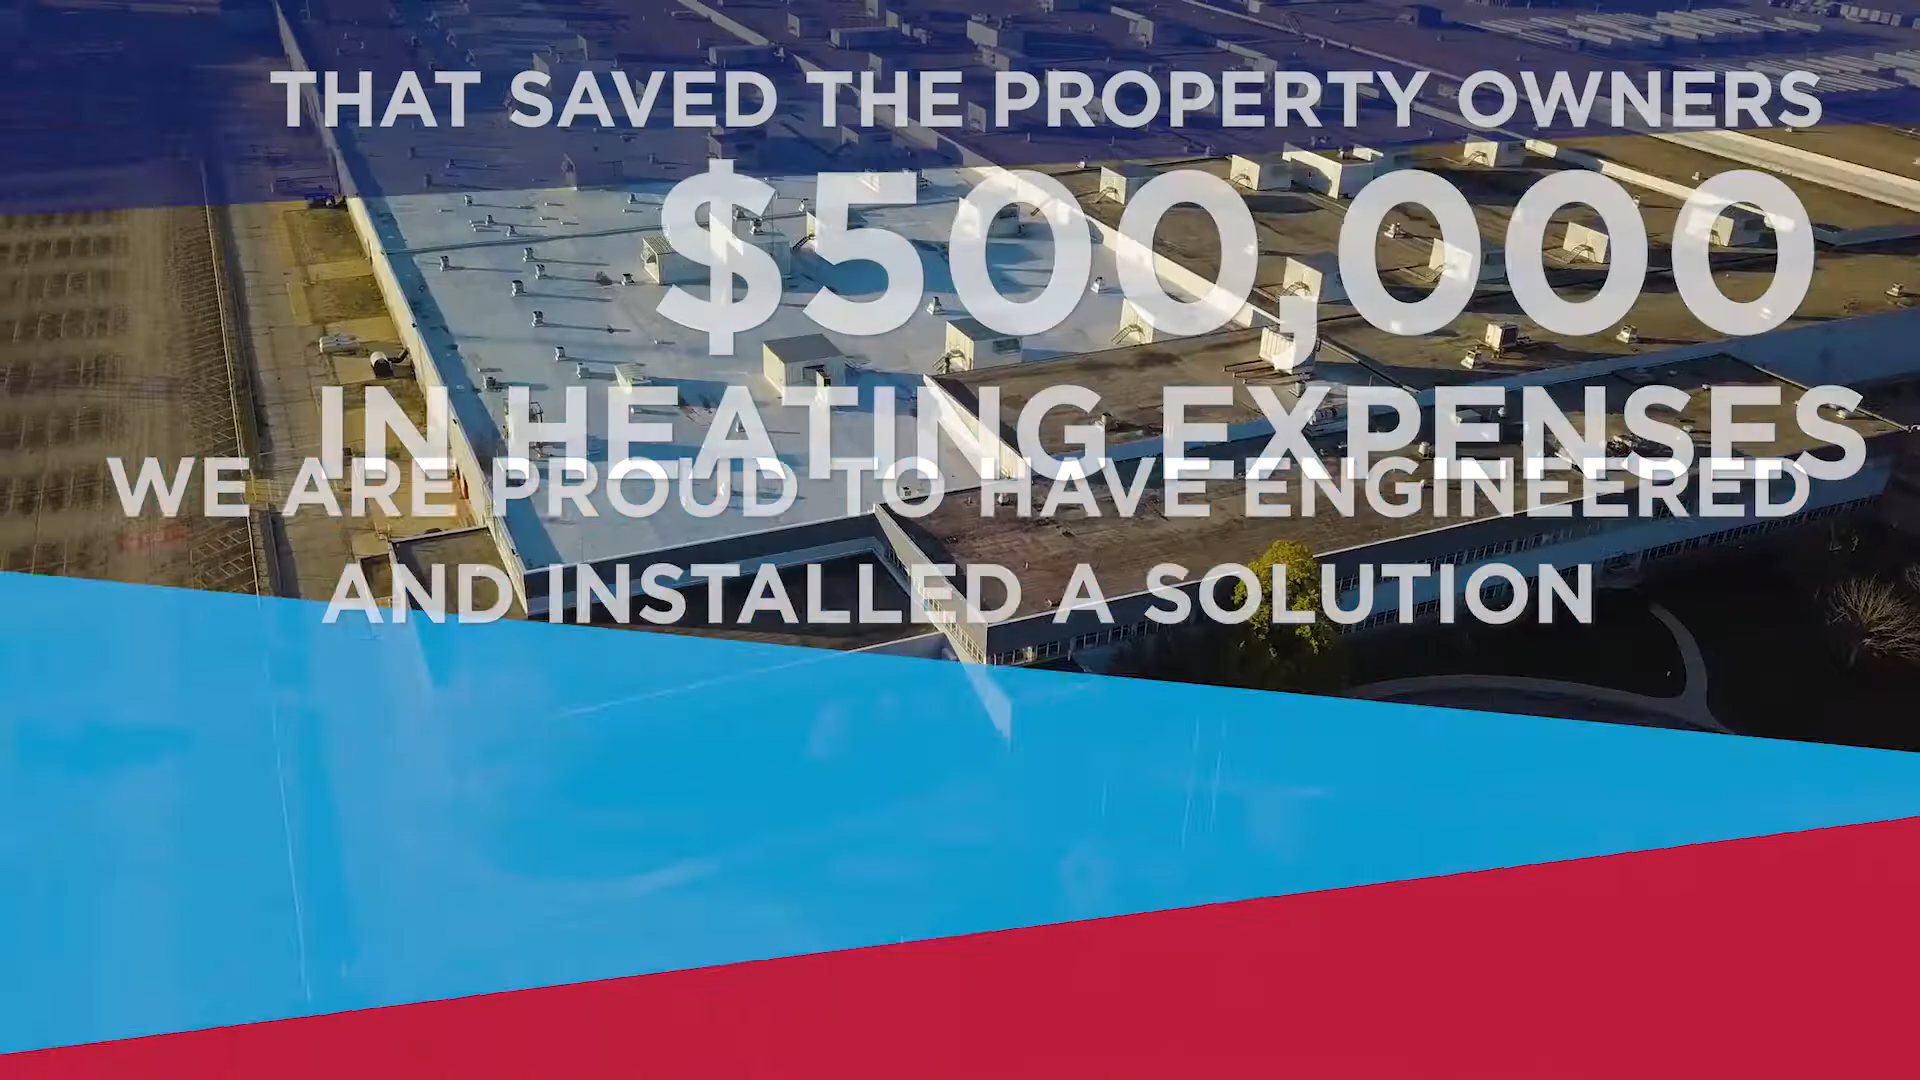 THAT SAVED THE PROPERTY OWNERS
$500,000
IN HEATING EXPENSES
WE ARE PROUD TO HAVE ENGINEERED
AND INSTALLED A SOLUTION